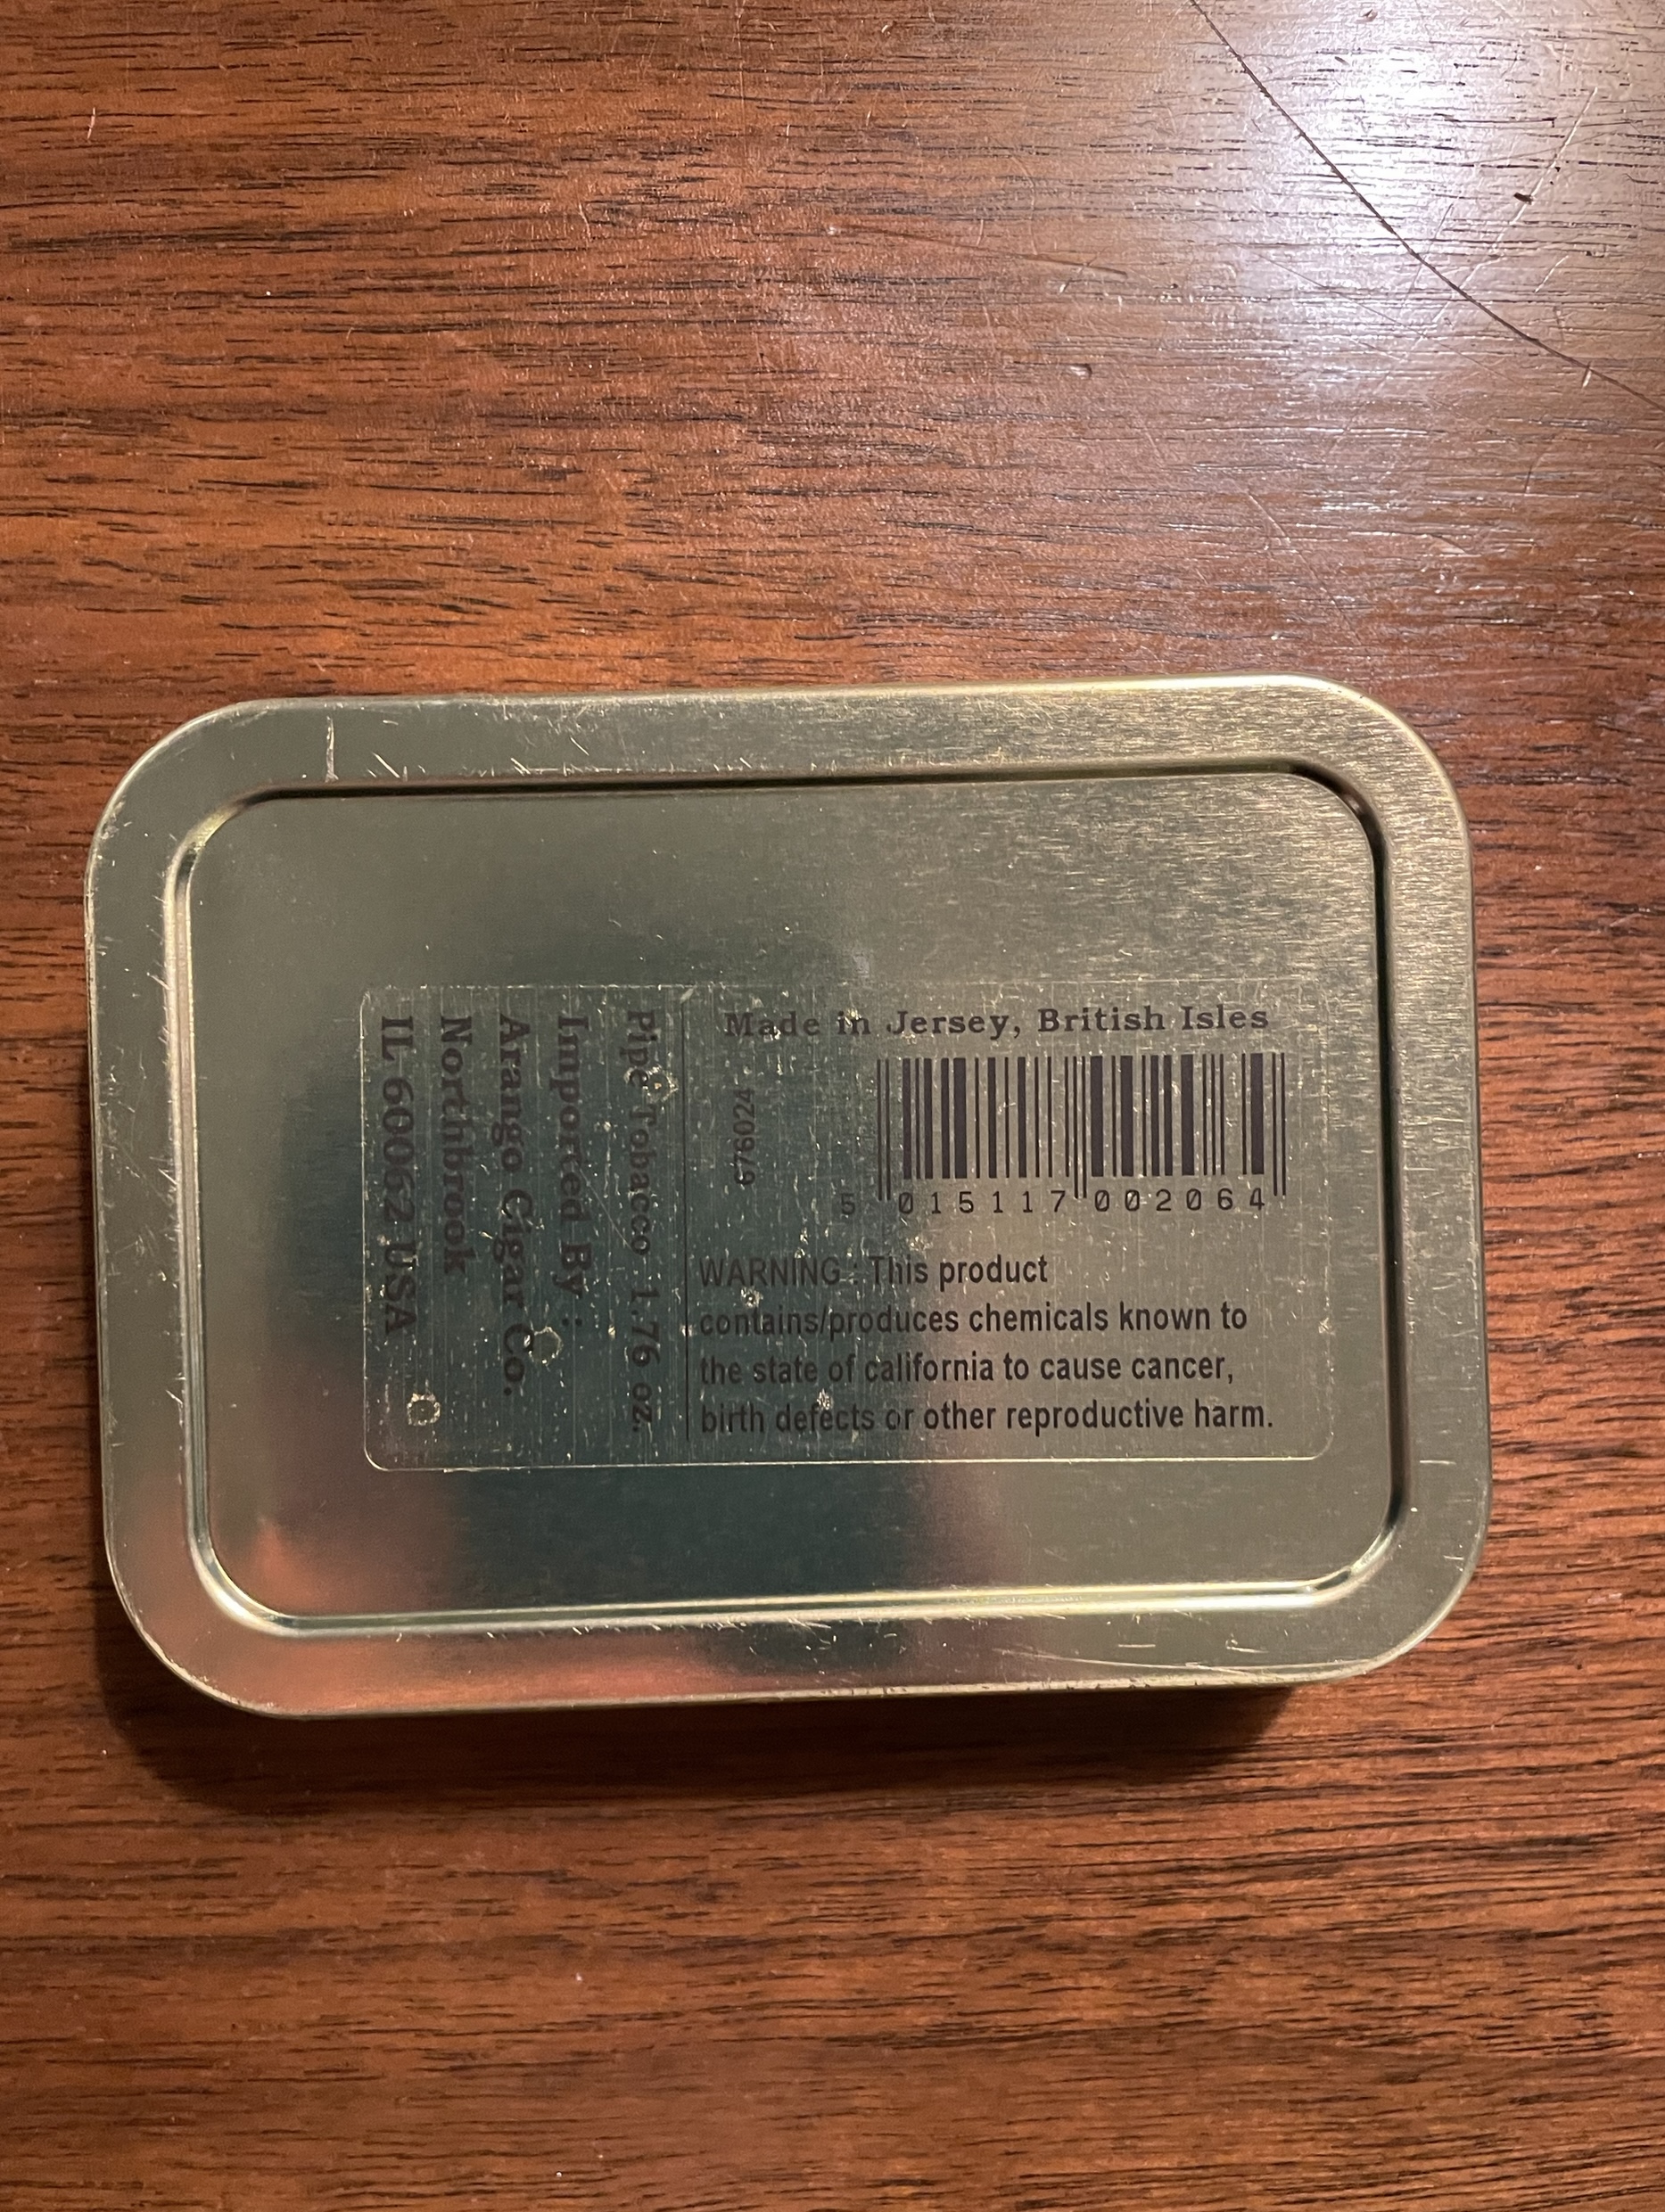 Made in Jersey, British Isles
676024
5 015117 002064
WARNING : This product
contains/produces chemicals known to
the state of california to cause cancer,
birth defects or other reproductive harm.
Pipe Tobacco 1.76 oz.
Imported By :
Arango Cigar Co.
Northbrook
IL 60062 USA